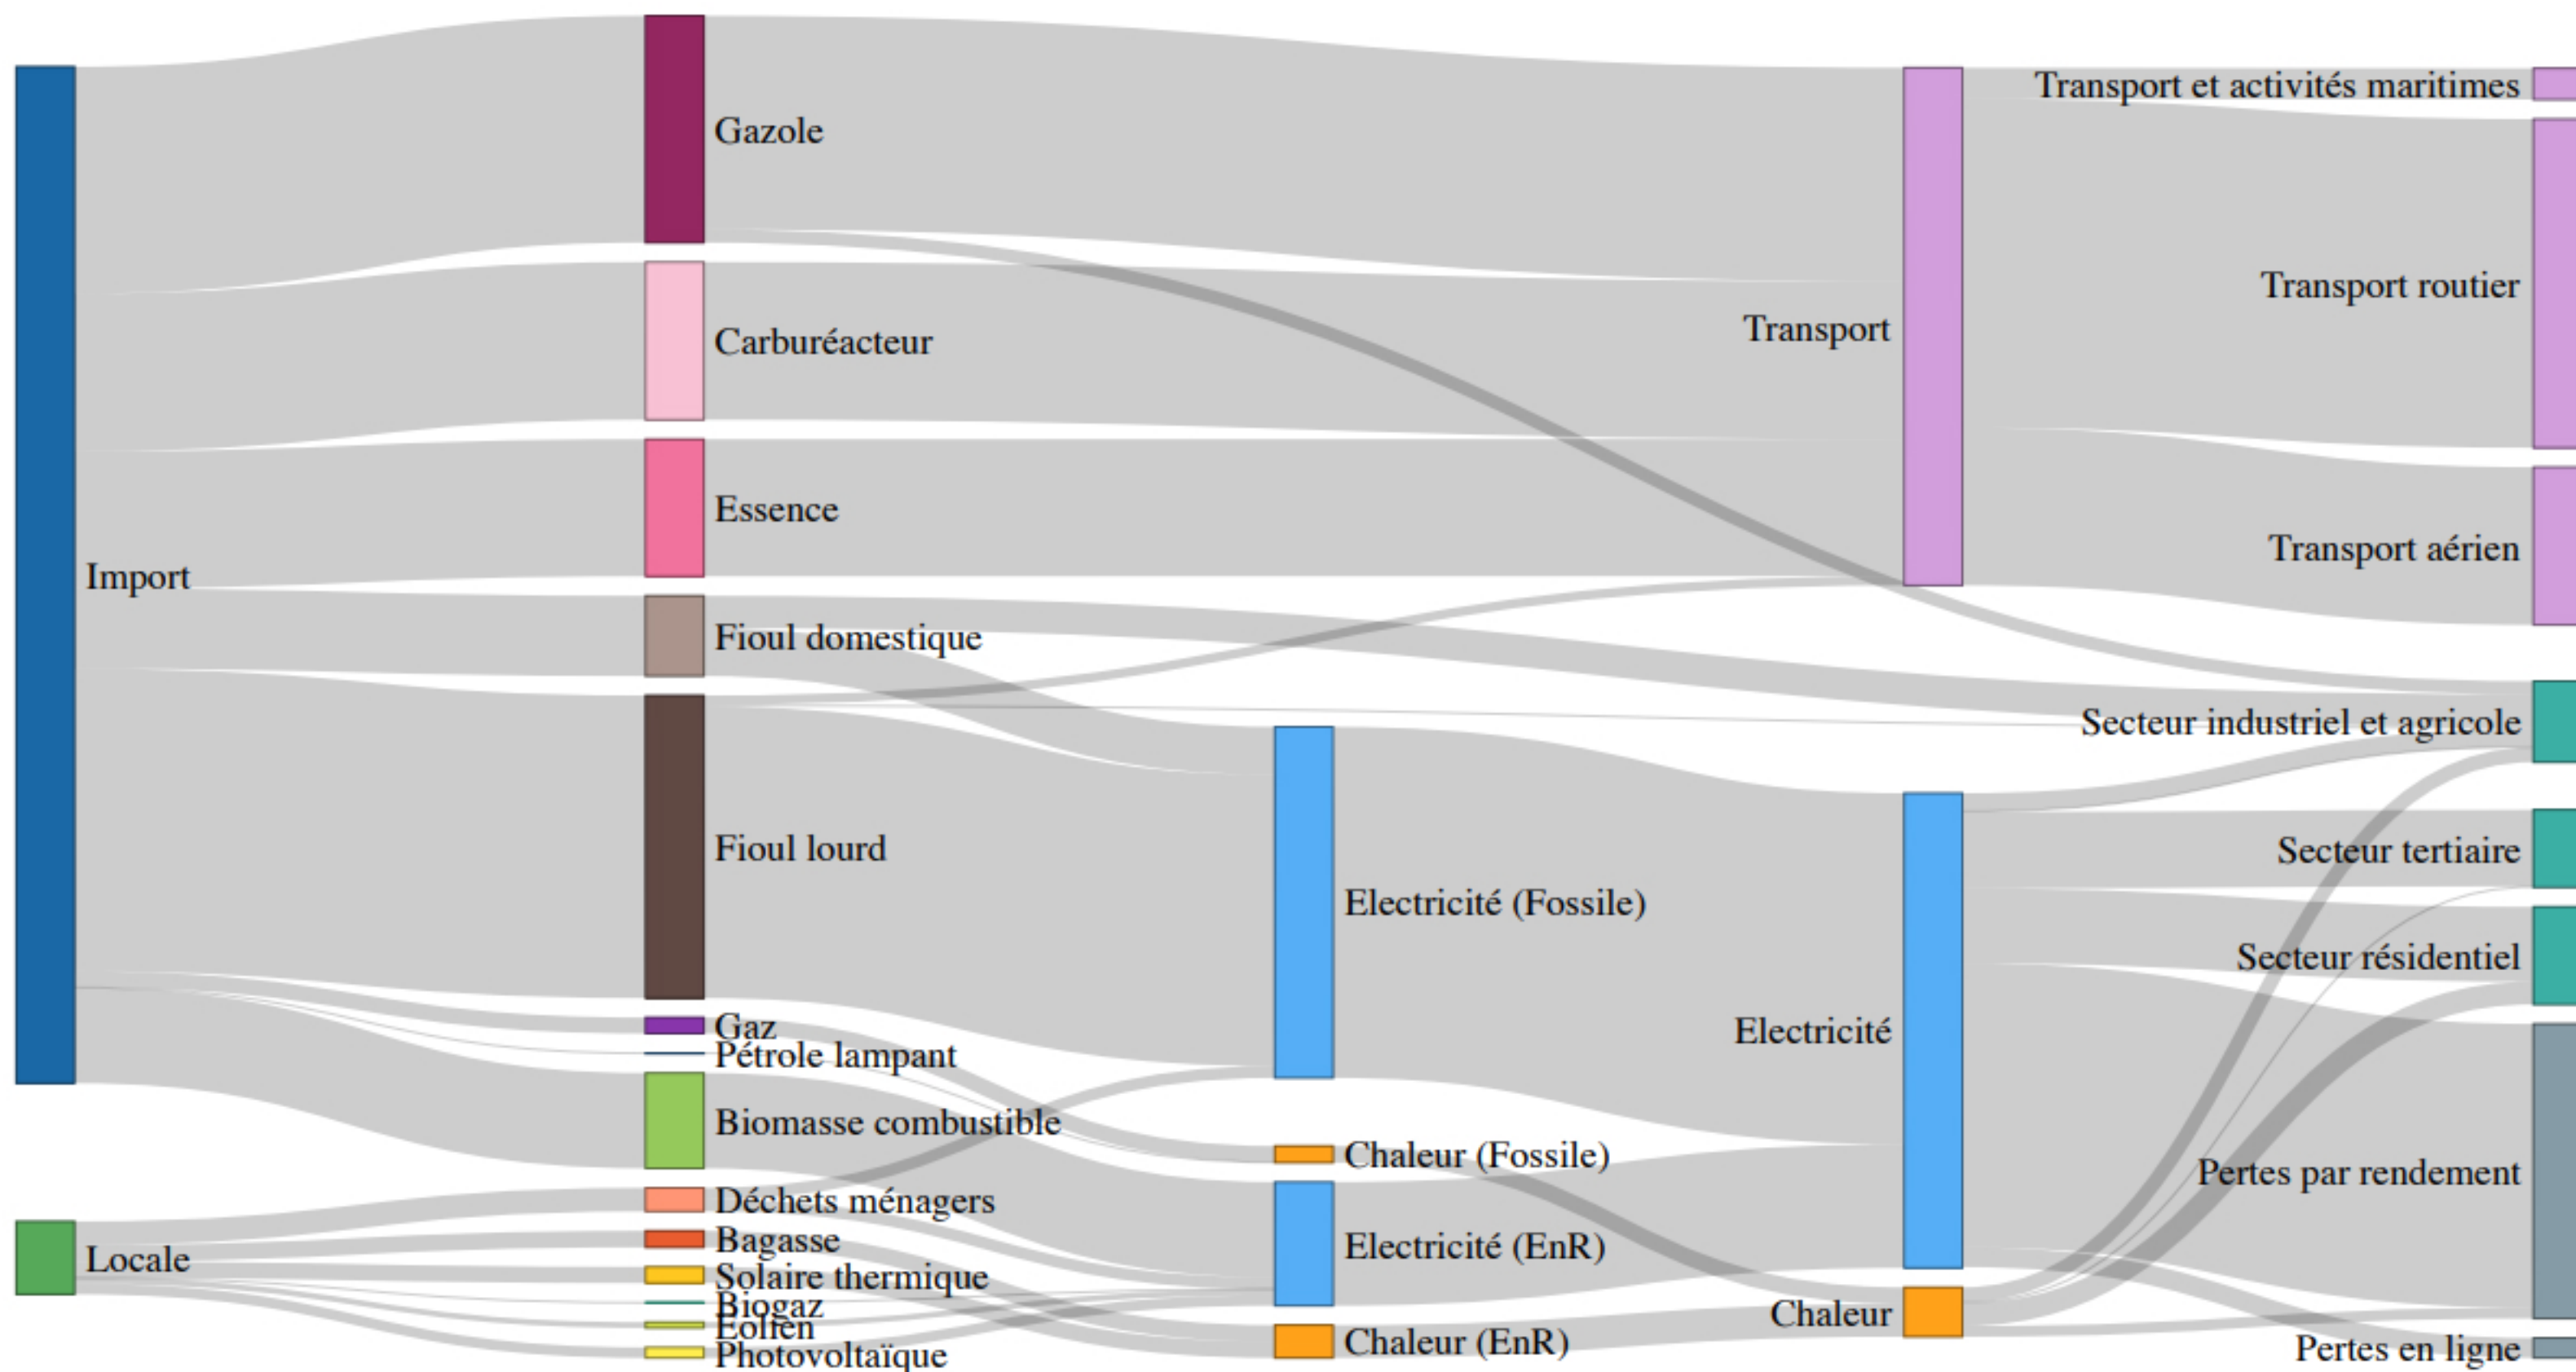 Import
Locale
Gazole
Carburéacteur
Essence
Fioul domestique
Fioul lourd
Gaz
Pétrole lampant
Biomasse combustible
Déchets ménagers
Bagasse
Solaire thermique
Biogaz
Eolien
Photovoltaïque
Electricité (Fossile)
Chaleur (Fossile)
Electricité (EnR)
Chaleur (EnR)
Transport
Electricité
Chaleur
Transport et activités maritimes
Transport routier
Transport aérien
Secteur industriel et agricole
Secteur tertiaire
Secteur résidentiel
Pertes par rendement
Pertes en ligne